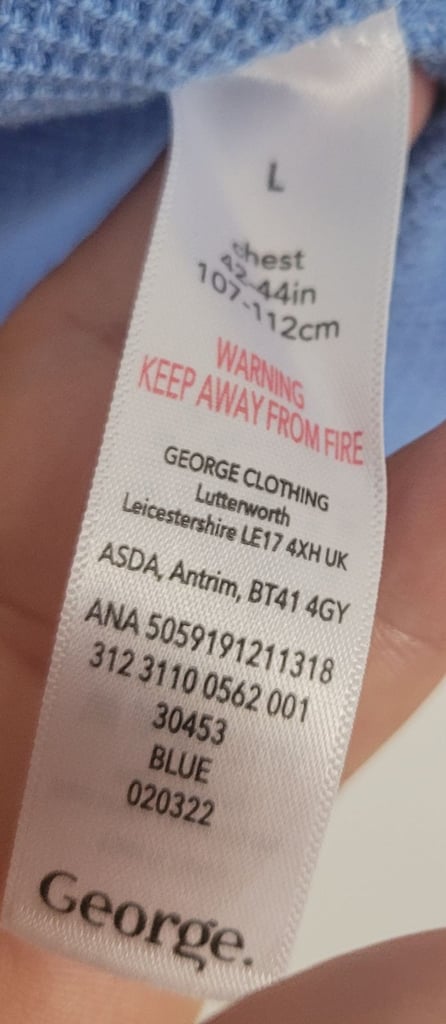 L
chest
42-44in
107-112cm
WARNING
KEEP AWAY FROM FIRE
GEORGE CLOTHING
Lutterworth
Leicestershire LE17 4XH UK
ASDA, Antrim, BT41 4GY
ANA 5059191211318
312 3110 0562 001
30453
BLUE
020322
George.